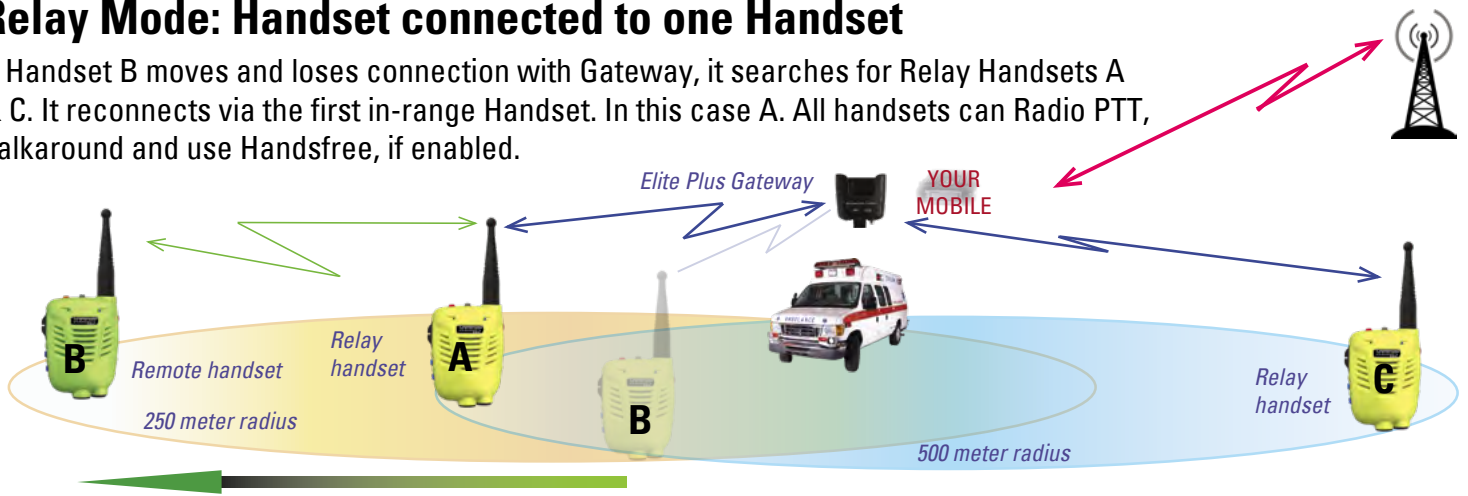 Relay Mode: Handset connected to one Handset
Handset B moves and loses connection with Gateway, it searches for Relay Handsets A
C. It reconnects via the first in-range Handset. In this case A. All handsets can Radio PTT,
alkaround and use Handsfree, if enabled.
Elite Plus Gateway
YOUR
MOBILE
B
Remote handset
250 meter radius
Relay
handset
A
B
AMBULANCE
500 meter radius
Relay
handset
C